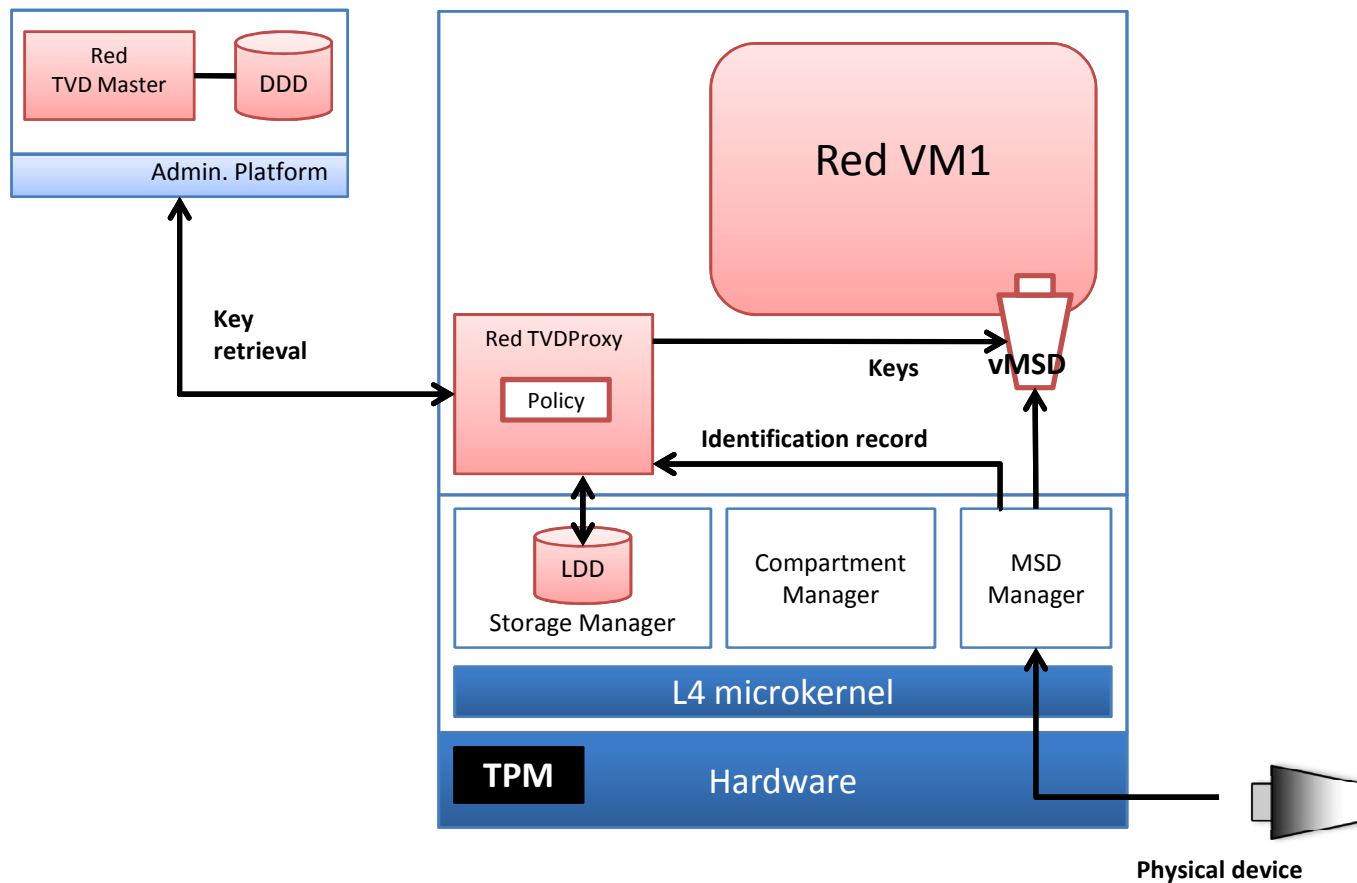 Red
TVD Master
DDD
Admin. Platform
Red VM1
Key
retrieval
Red TVDProxy
Policy
Keys
vMSD
Identification record
LDD
Storage Manager
Compartment
Manager
MSD
Manager
L4 microkernel
TPM
Hardware
Physical device